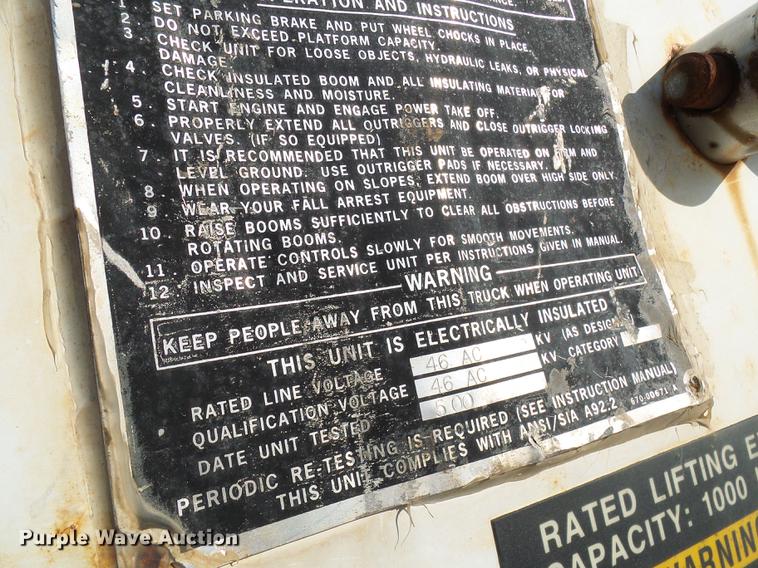 OPERATION AND INSTRUCTIONS
1. SET PARKING BRAKE AND PUT WHEEL CHOCKS IN PLACE.
2. DO NOT EXCEED PLATFORM CAPACITY.
3. CHECK UNIT FOR LOOSE OBJECTS, HYDRAULIC LEAKS, OR PHYSICAL
DAMAGE.
4. CHECK INSULATED BOOM AND ALL INSULATING MATERIAL FOR
CLEANLINESS AND MOISTURE.
5. START ENGINE AND ENGAGE POWER TAKE OFF.
6. PROPERLY EXTEND ALL OUTRIGGERS AND CLOSE OUTRIGGER LOCKING
VALVES. (IF SO EQUIPPED)
7. IT IS RECOMMENDED THAT THIS UNIT BE OPERATED ON FIRM AND
LEVEL GROUND. USE OUTRIGGER PADS IF NECESSARY.
8. WHEN OPERATING ON SLOPES, EXTEND BOOM OVER HIGH SIDE ONLY.
9. WEAR YOUR FALL ARREST EQUIPMENT.
10. RAISE BOOMS SUFFICIENTLY TO CLEAR ALL OBSTRUCTIONS BEFORE
ROTATING BOOMS.
11. OPERATE CONTROLS SLOWLY FOR SMOOTH MOVEMENTS.
12. INSPECT AND SERVICE UNIT PER INSTRUCTIONS GIVEN IN MANUAL.
WARNING
KEEP PEOPLE AWAY FROM THIS TRUCK WHEN OPERATING UNIT
THIS UNIT IS ELECTRICALLY INSULATED
RATED LINE VOLTAGE 46 AC KV (AS DESIGN
QUALIFICATION VOLTAGE 46 AC KV CATEGORY
DATE UNIT TESTED 5/00
PERIODIC RE-TESTING IS REQUIRED (SEE INSTRUCTION MANUAL)
THIS UNIT COMPLIES WITH ANSI/SIA A92.2 670-00671 A
RATED LIFTING E
CAPACITY: 1000
WARNING
Purple Wave Auction